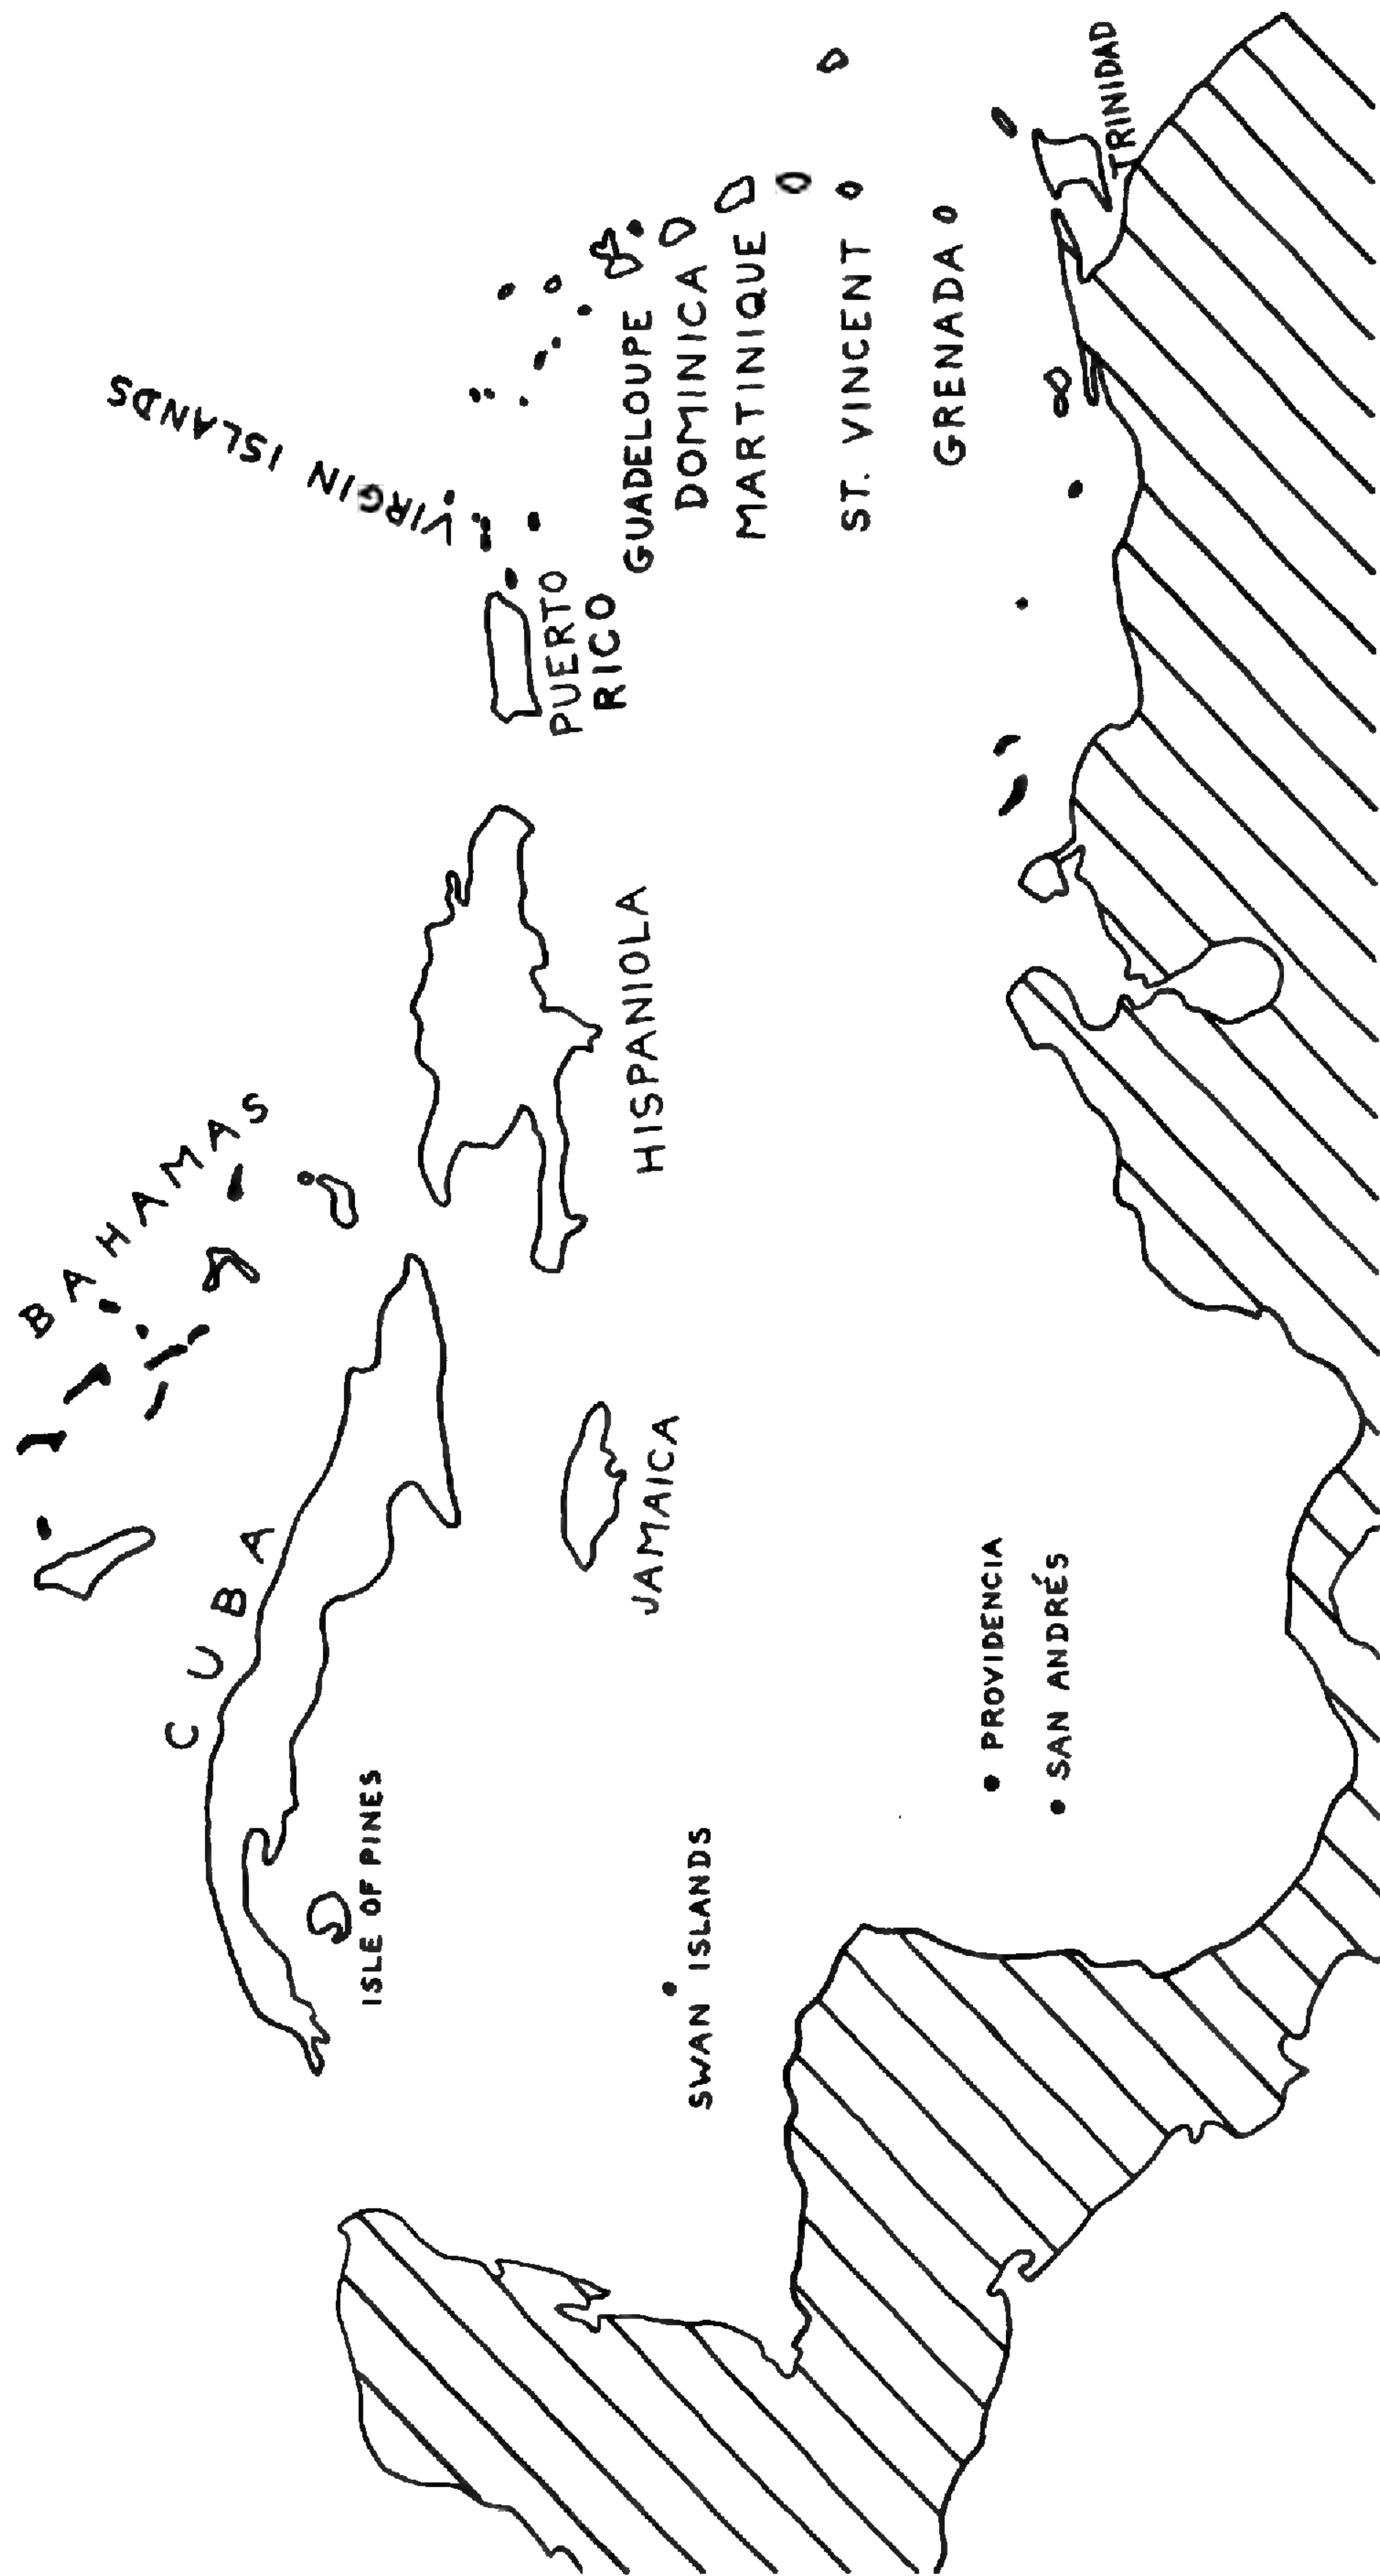 BAHAMAS
CUBA
ISLE OF PINES
VIRGIN ISLANDS
HISPANIOLA
PUERTO
RICO
JAMAICA
GUADELOUPE
DOMINICA
MARTINIQUE
SWAN ISLANDS
ST. VINCENT
GRENADA
PROVIDENCIA
SAN ANDRÉS
TRINIDAD